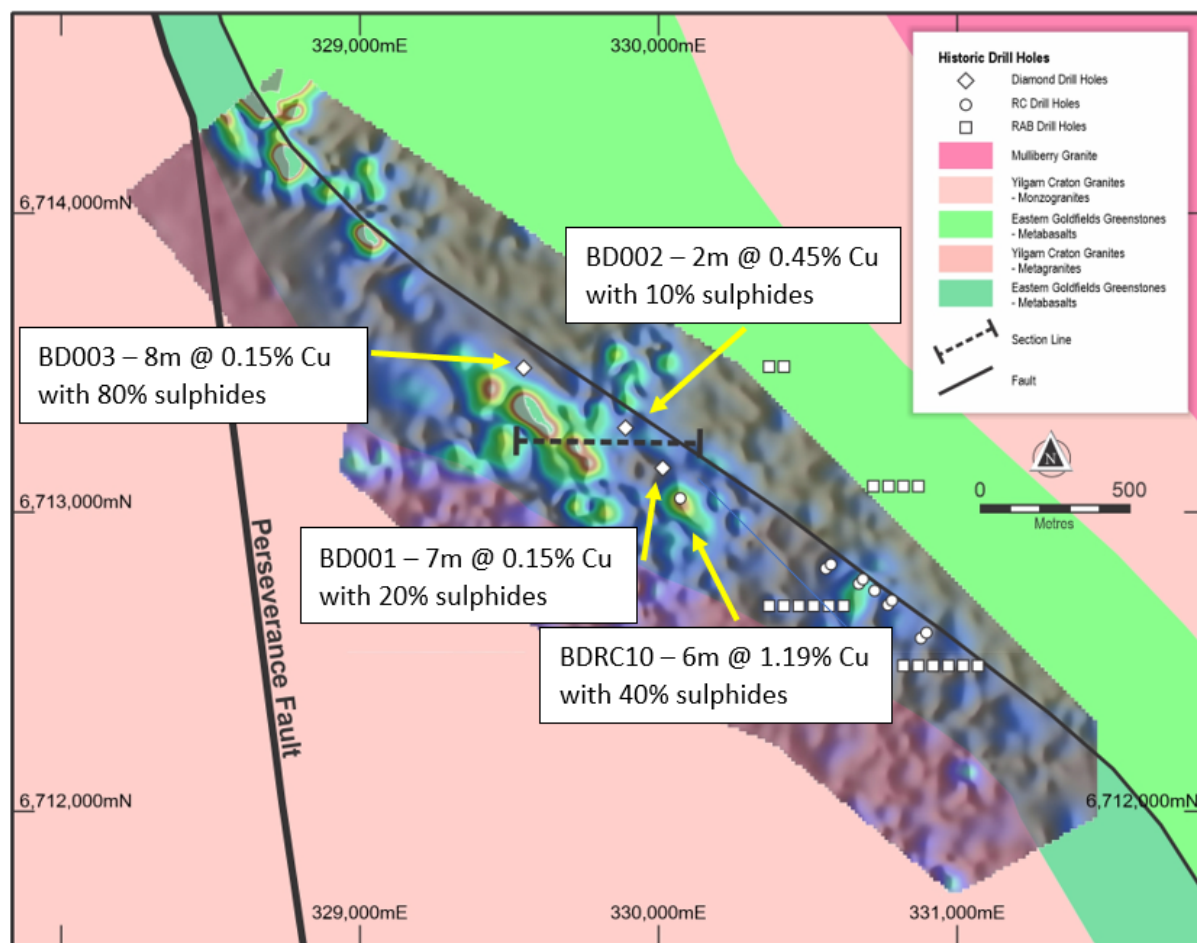 329,000mE
330,000mE
Historic Drill Holes
Diamond Drill Holes
RC Drill Holes
RAB Drill Holes
Mulliberry Granite
Yilgarn Craton Granites
- Monzogranites
Eastern Goldfields Greenstones
- Metabasalts
Yilgarn Craton Granites
- Metagranites
Eastern Goldfields Greenstones
- Metabasalts
Section Line
Fault
6,714,000mN
BD002 – 2m @ 0.45% Cu
with 10% sulphides
BD003 – 8m @ 0.15% Cu
with 80% sulphides
N
0 500
Metres
6,713,000mN
Perseverance Fault
BD001 – 7m @ 0.15% Cu
with 20% sulphides
BDRC10 – 6m @ 1.19% Cu
with 40% sulphides
6,712,000mN
6,712,000mN
329,000mE
330,000mE
331,000mE